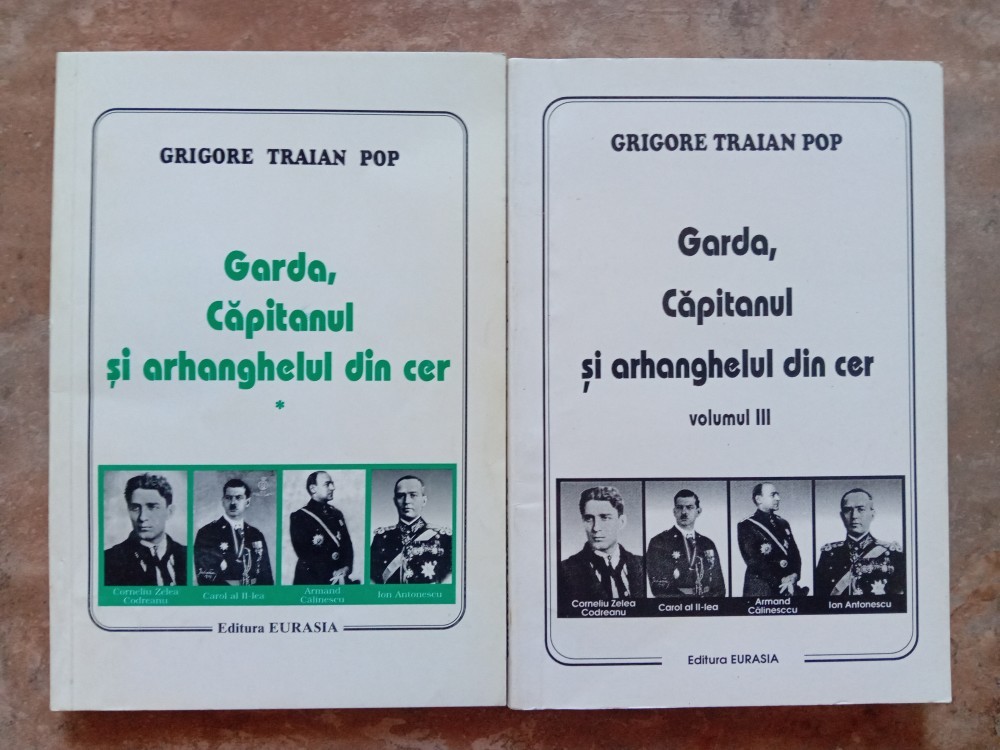 GRIGORE TRAIAN POP
Garda,
Căpitanul
și arhanghelul din cer
*
Corneliu Zelea
Codreanu
Carol al II-lea
Armand
Călinescu
Ion Antonescu
Editura EURASIA
GRIGORE TRAIAN POP
Garda,
Căpitanul
și arhanghelul din cer
volumul III
Corneliu Zelea
Codreanu
Carol al II-lea
Armand
Călinesccu
Ion Antonescu
Editura EURASIA